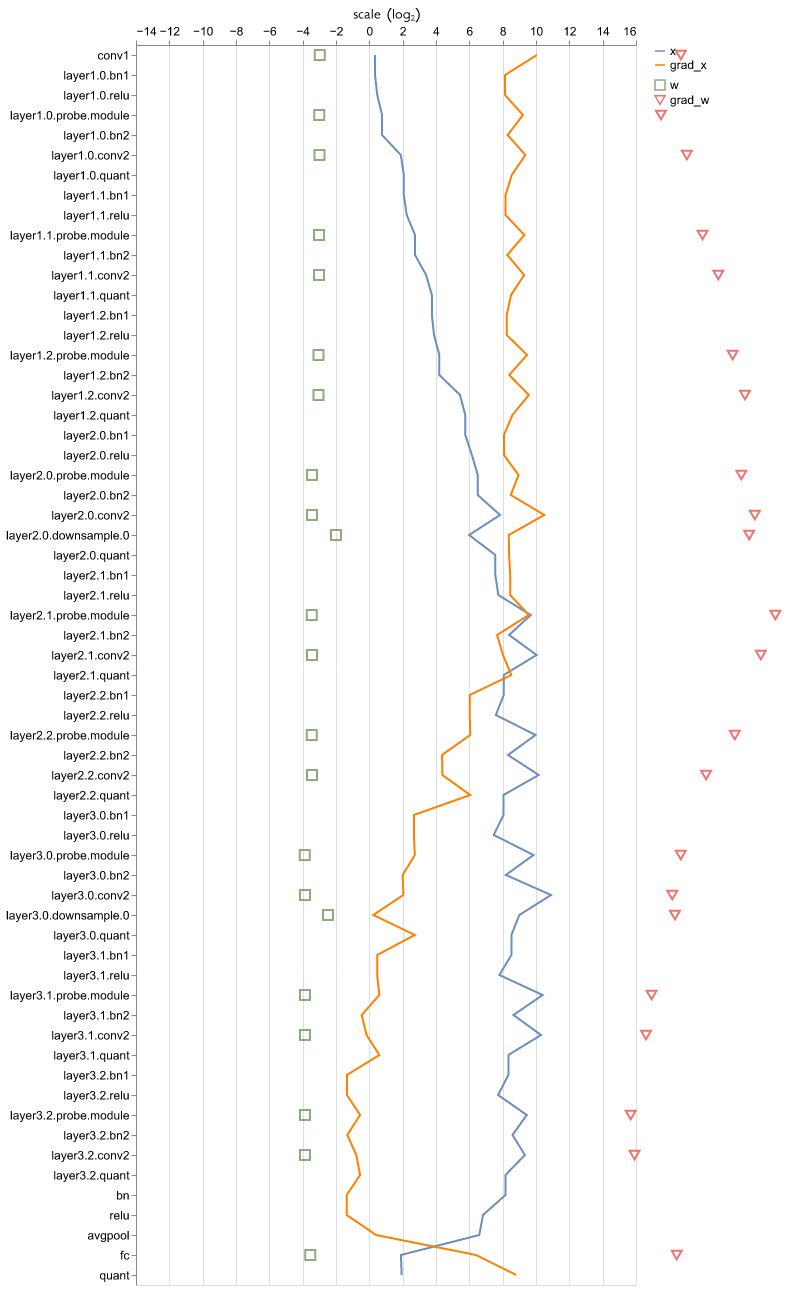 scale (log₂)
−14 −12 −10 −8 −6 −4 −2 0 2 4 6 8 10 12 14 16
conv1
layer1.0.bn1
layer1.0.relu
layer1.0.probe.module
layer1.0.bn2
layer1.0.conv2
layer1.0.quant
layer1.1.bn1
layer1.1.relu
layer1.1.probe.module
layer1.1.bn2
layer1.1.conv2
layer1.1.quant
layer1.2.bn1
layer1.2.relu
layer1.2.probe.module
layer1.2.bn2
layer1.2.conv2
layer1.2.quant
layer2.0.bn1
layer2.0.relu
layer2.0.probe.module
layer2.0.bn2
layer2.0.conv2
layer2.0.downsample.0
layer2.0.quant
layer2.1.bn1
layer2.1.relu
layer2.1.probe.module
layer2.1.bn2
layer2.1.conv2
layer2.1.quant
layer2.2.bn1
layer2.2.relu
layer2.2.probe.module
layer2.2.bn2
layer2.2.conv2
layer2.2.quant
layer3.0.bn1
layer3.0.relu
layer3.0.probe.module
layer3.0.bn2
layer3.0.conv2
layer3.0.downsample.0
layer3.0.quant
layer3.1.bn1
layer3.1.relu
layer3.1.probe.module
layer3.1.bn2
layer3.1.conv2
layer3.1.quant
layer3.2.bn1
layer3.2.relu
layer3.2.probe.module
layer3.2.bn2
layer3.2.conv2
layer3.2.quant
bn
relu
avgpool
fc
quant
x
grad_x
w
grad_w